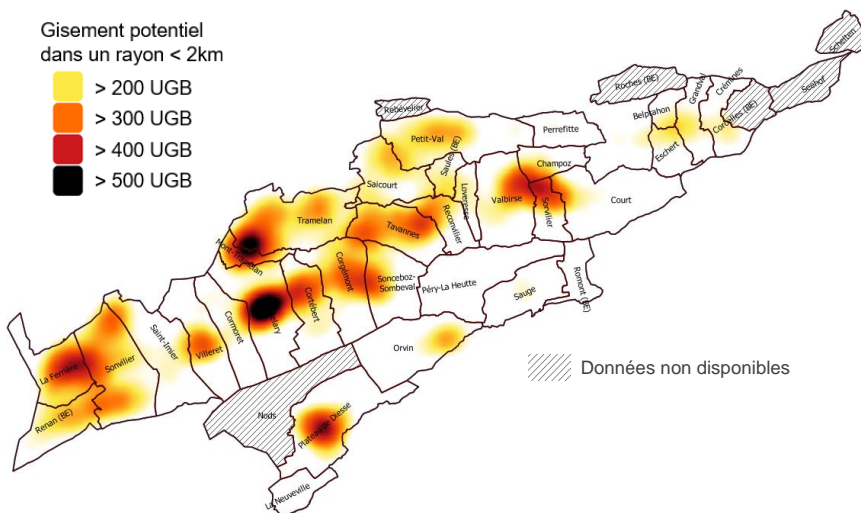 Gisement potentiel
dans un rayon < 2km
> 200 UGB
> 300 UGB
> 400 UGB
> 500 UGB
Schelten
Seehof
Roches (BE)
Grandval
Crémines
Corcelles (BE)
Belprahon
Eschert
Rebévelier
Petit-Val
Perrefitte
Champoz
Saules (BE)
Saicourt
Loveresse
Valbirse
Sorvilier
Court
Tramelan
Tavannes
Reconvilier
Mont-Tramelan
Corgémont
Sonceboz-
Sombeval
Péry-La Heutte
Sauge
Romont (BE)
Cortébert
Cormoret
Saint-Imier
Villeret
Orvin
La Ferrière
Sonvilier
Renan (BE)
Nods
Plateau de Diesse
La Neuveville
Données non disponibles